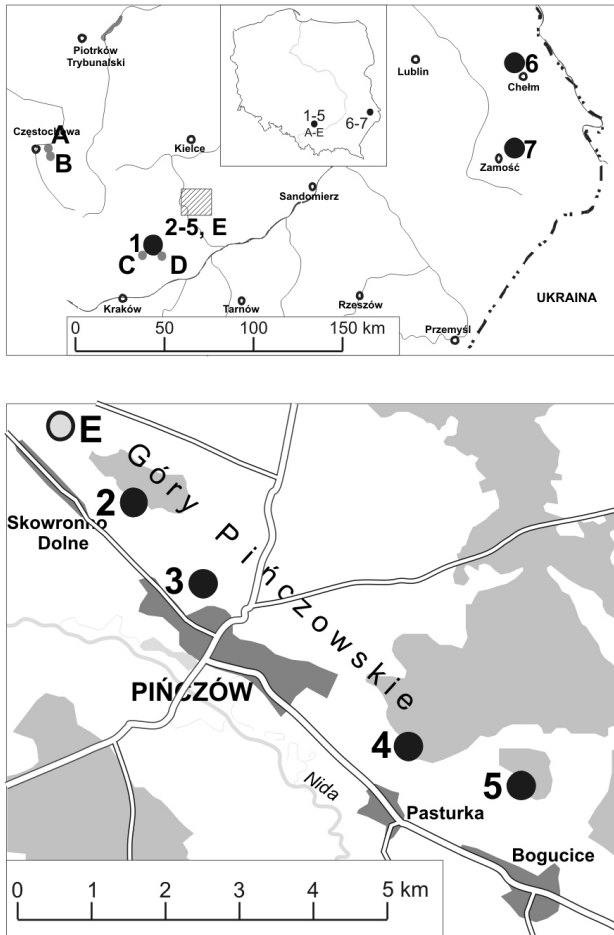 Piotrków
Trybunalski
1-5
A-E
6-7
Lublin
6
Chełm
Częstochowa
A
B
Kielce
7
Zamość
Sandomierz
2-5, E
1
C
D
UKRAINA
Kraków
Tarnów
Rzeszów
Przemyśl
0
50
100
150 km
E
Góry Pińczowskie
2
Skowronno
Dolne
3
PIŃCZÓW
4
5
Nida
Pasturka
Bogucice
0
1
2
3
4
5 km